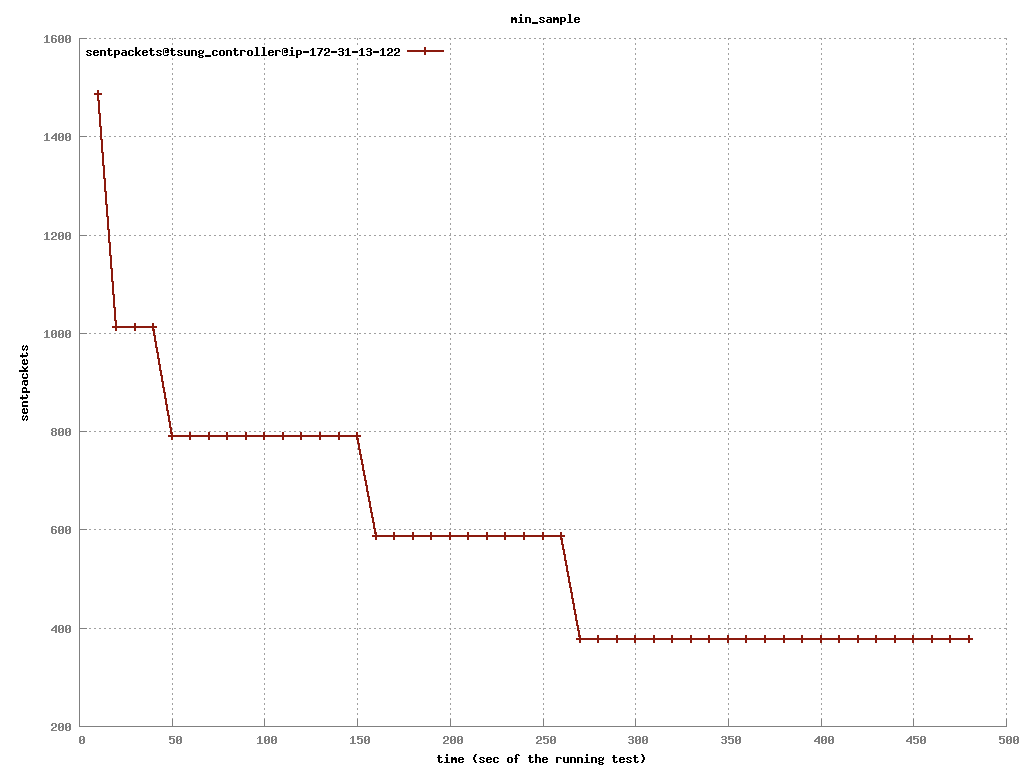 min_sample
1600
sentpackets@tsung_controller@ip-172-31-13-122
1400
1200
1000
sentpackets
800
600
400
200
0 50 100 150 200 250 300 350 400 450 500
time (sec of the running test)